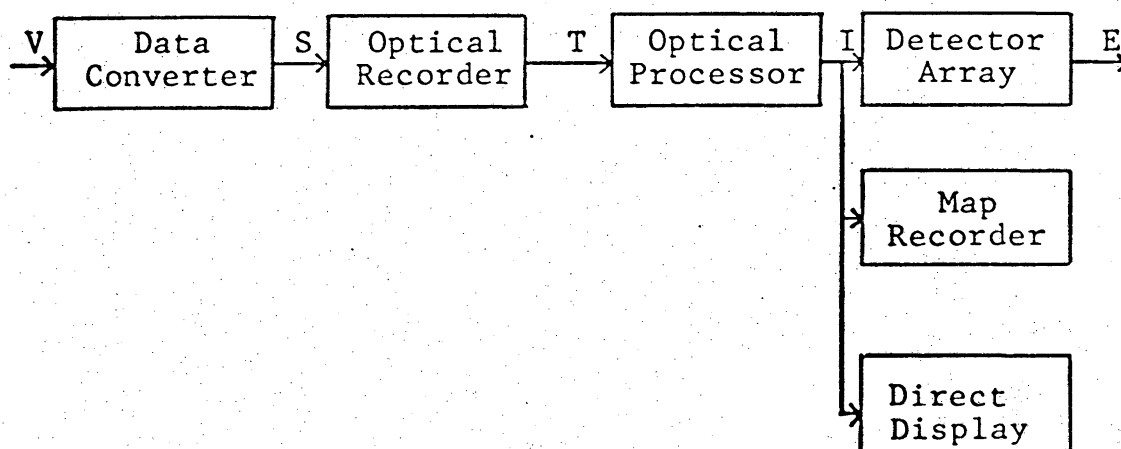 V
Data
Converter
S
Optical
Recorder
T
Optical
Processor
I
Detector
Array
E
Map
Recorder
Direct
Display